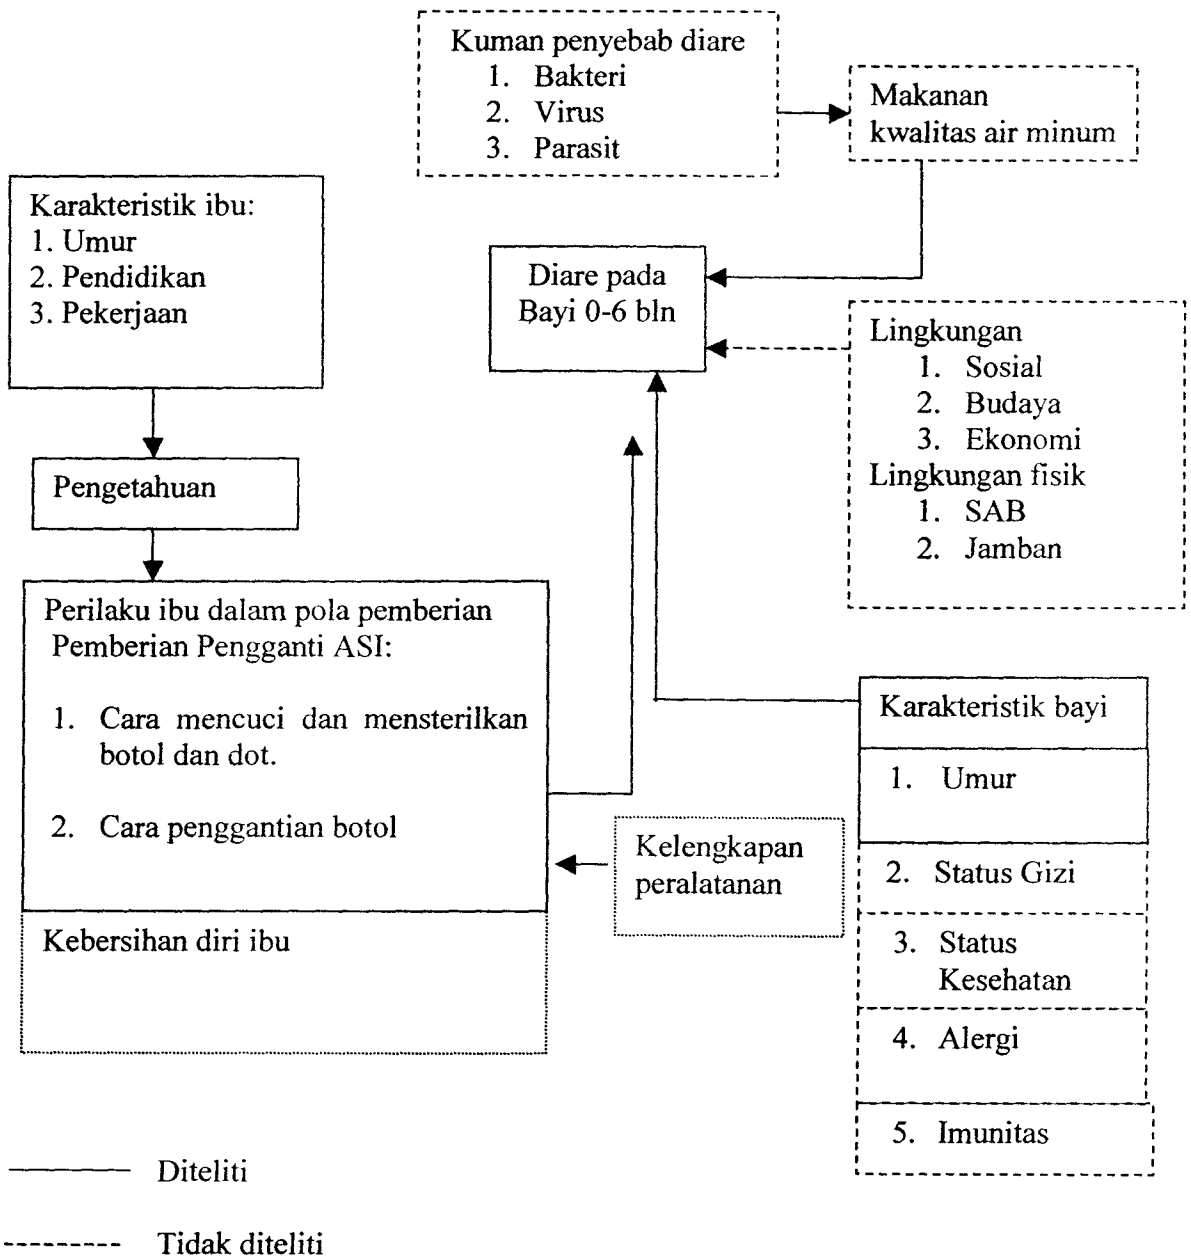 Kuman penyebab diare
1. Bakteri
2. Virus
3. Parasit
Makanan
kwalitas air minum
Karakteristik ibu:
1. Umur
2. Pendidikan
3. Pekerjaan
Diare pada
Bayi 0-6 bln
Lingkungan
1. Sosial
2. Budaya
3. Ekonomi
Lingkungan fisik
1. SAB
2. Jamban
Pengetahuan
Perilaku ibu dalam pola pemberian
Pemberian Pengganti ASI:
1. Cara mencuci dan mensterilkan
botol dan dot.
2. Cara penggantian botol
Kebersihan diri ibu
Kelengkapan
peralatanan
Karakteristik bayi
1. Umur
2. Status Gizi
3. Status
Kesehatan
4. Alergi
5. Imunitas
Diteliti
Tidak diteliti